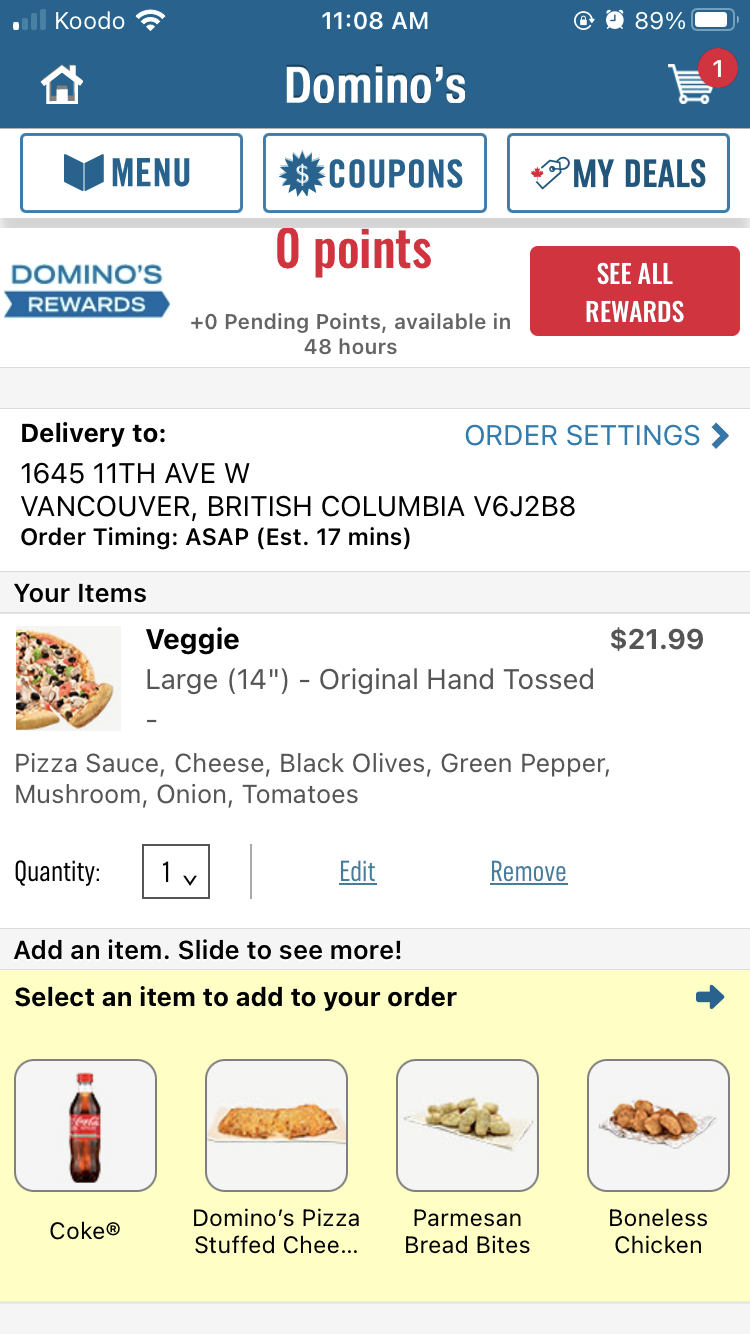 Koodo 11:08 AM 89%
Domino's 1
MENU COUPONS MY DEALS
0 points
DOMINO'S
REWARDS
+0 Pending Points, available in
48 hours
SEE ALL
REWARDS
Delivery to:
ORDER SETTINGS
1645 11TH AVE W
VANCOUVER, BRITISH COLUMBIA V6J2B8
Order Timing: ASAP (Est. 17 mins)
Your Items
Veggie $21.99
Large (14") - Original Hand Tossed
-
Pizza Sauce, Cheese, Black Olives, Green Pepper,
Mushroom, Onion, Tomatoes
Quantity: 1 Edit Remove
Add an item. Slide to see more!
Select an item to add to your order
Coca-Cola
Coke®
Domino's Pizza
Stuffed Chee...
Parmesan
Bread Bites
Boneless
Chicken